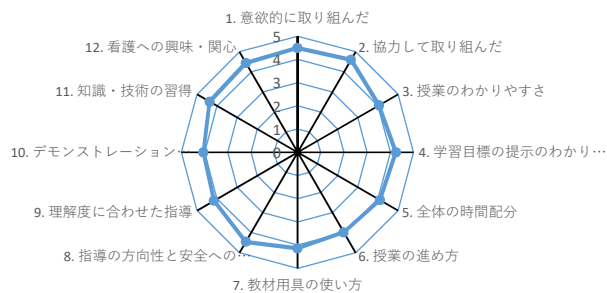 1. 意欲的に取り組んだ
2. 協力して取り組んだ
3. 授業のわかりやすさ
4. 学習目標の提示のわかり…
5. 全体の時間配分
6. 授業の進め方
7. 教材用具の使い方
8. 指導の方向性と安全への…
9. 理解度に合わせた指導
10. デモンストレーション…
11. 知識・技術の習得
12. 看護への興味・関心
5
4
3
2
1
0